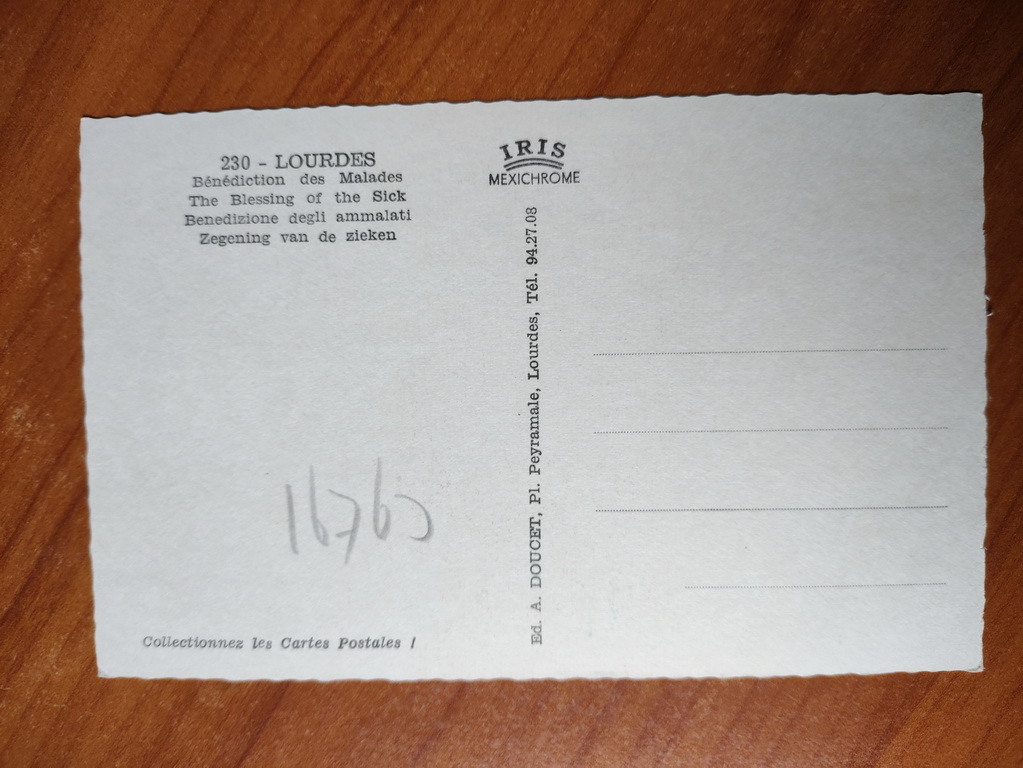 230 - LOURDES
Bénédiction des Malades
The Blessing of the Sick
Benedizione degli ammalati
Zegening van de zieken
IRIS
MEXICHROME
Ed. A. DOUCET, Pl. Peyramale, Lourdes, Tél. 94.27.08
Collectionnez les Cartes Postales !